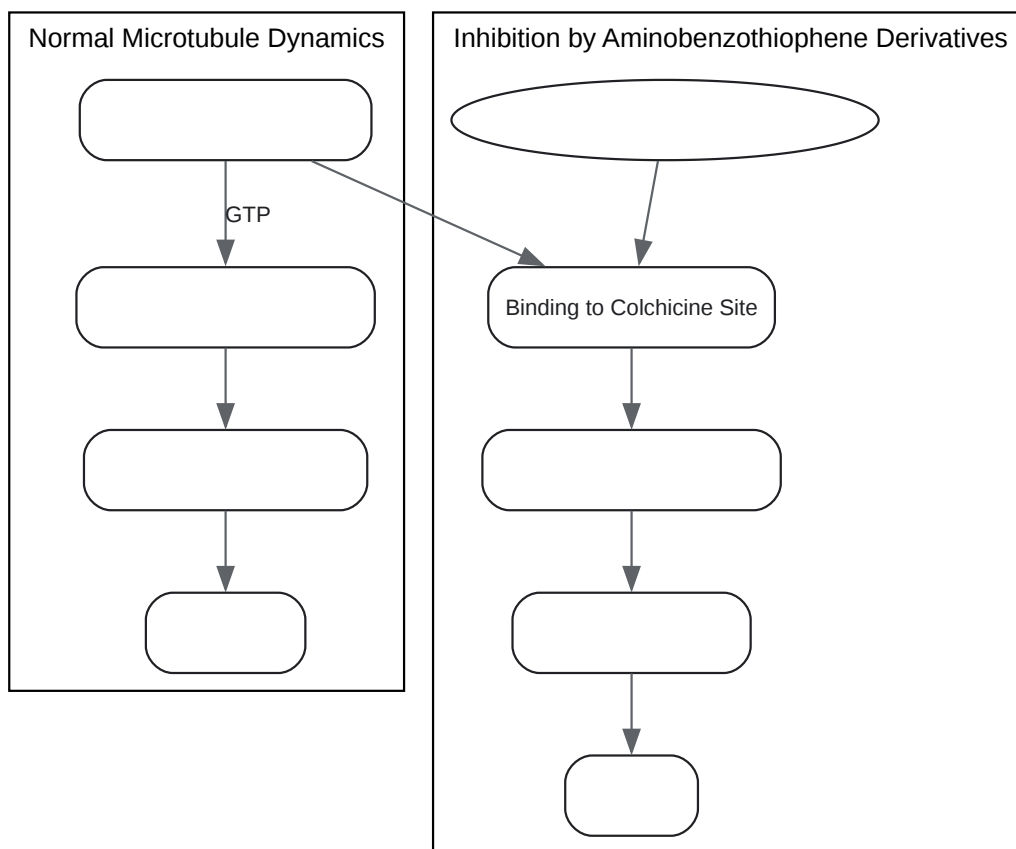 Normal Microtubule Dynamics
Inhibition by Aminobenzothiophene Derivatives
GTP
Binding to Colchicine Site